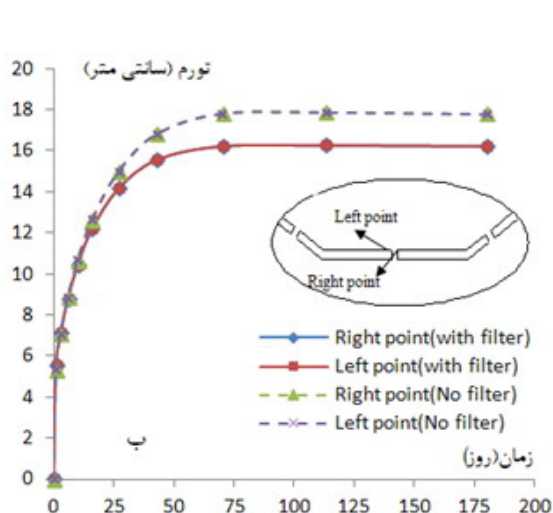 تورم (سانتی متر)
20
18
16
14
12
10
8
6
4
2
0
Left point
Right point
Right point(with filter)
Left point(with filter)
Right point(No filter)
Left point(No filter)
ب
زمان(روز)
0 25 50 75 100 125 150 175 200